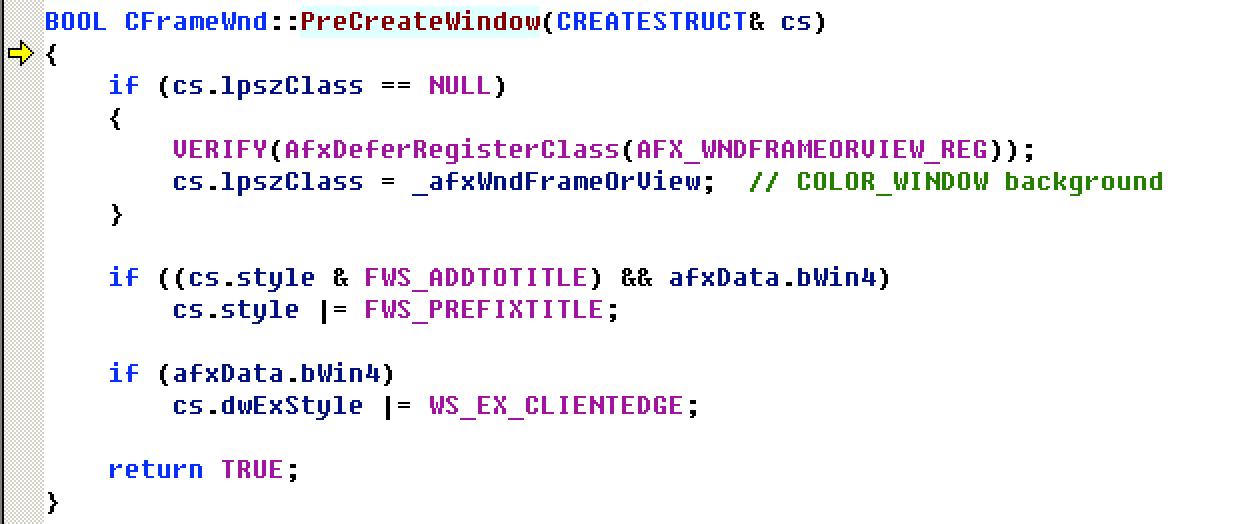 BOOL CFrameWnd::PreCreateWindow(CREATESTRUCT& cs)
{
    if (cs.lpszClass == NULL)
    {
        VERIFY(AfxDeferRegisterClass(AFX_WNDFRAMEORVIEW_REG));
        cs.lpszClass = _afxWndFrameOrView;  // COLOR_WINDOW background
    }

    if ((cs.style & FWS_ADDTOTITLE) && afxData.bWin4)
        cs.style |= FWS_PREFIXTITLE;

    if (afxData.bWin4)
        cs.dwExStyle |= WS_EX_CLIENTEDGE;

    return TRUE;
}